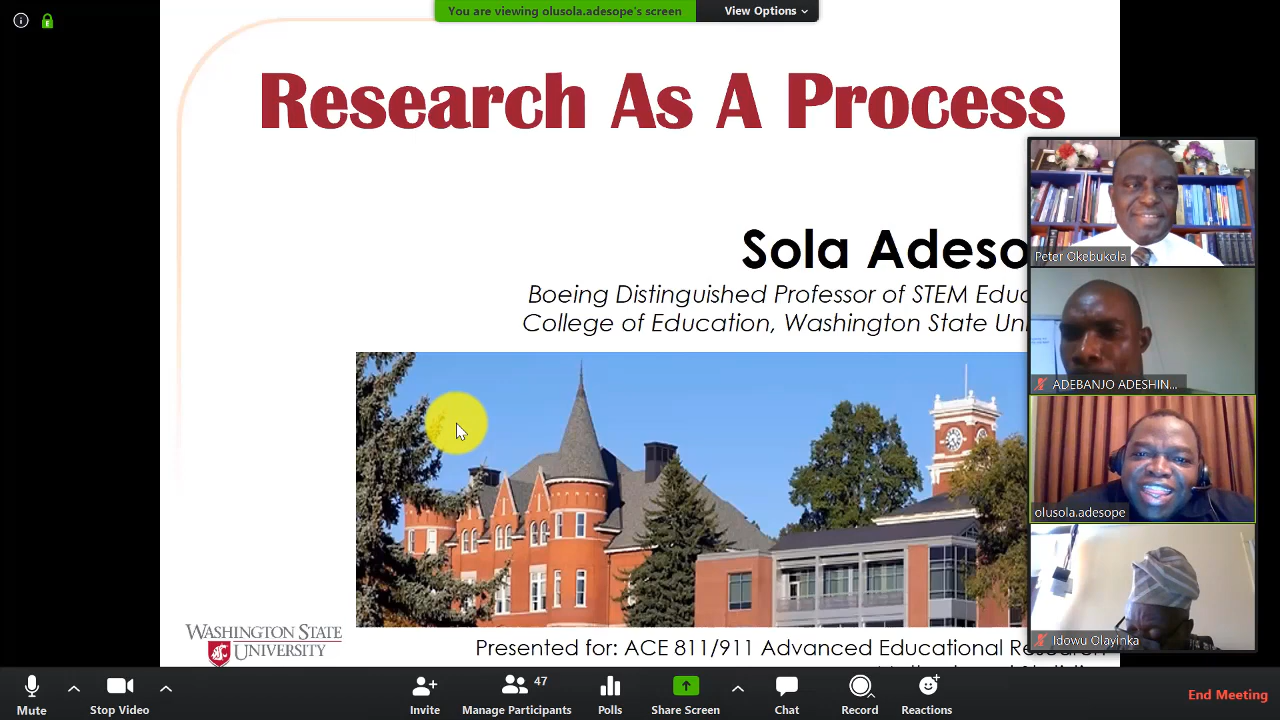 You are viewing olusola.adesope's screen
View Options
Research As A Process
Sola Adeso
Boeing Distinguished Professor of STEM Educ
College of Education, Washington State Uni
WASHINGTON STATE
UNIVERSITY
Presented for: ACE 811/911 Advanced Educational Research
Peter Okebukola
ADEBANJO ADESHIN...
olusola.adesope
Idowu Olayinka
Mute
Stop Video
Invite
47
Manage Participants
Polls
Share Screen
Chat
Record
Reactions
End Meeting